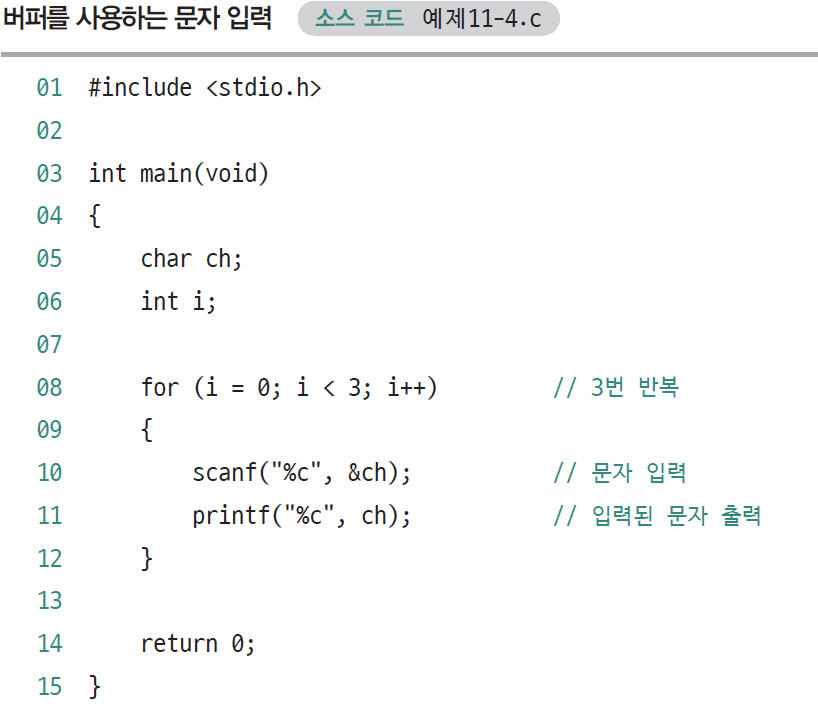 버퍼를 사용하는 문자 입력 소스 코드 예제11-4.c
01 #include <stdio.h>
02
03 int main(void)
04 {
05     char ch;
06     int i;
07
08     for (i = 0; i < 3; i++)         // 3번 반복
09     {
10         scanf("%c", &ch);           // 문자 입력
11         printf("%c", ch);           // 입력된 문자 출력
12     }
13
14     return 0;
15 }